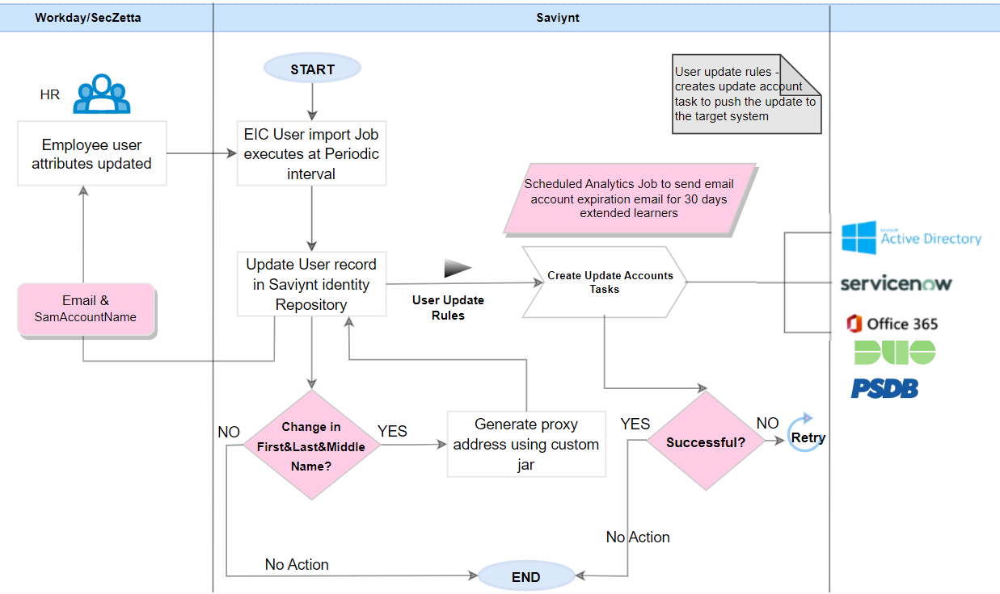 Workday/SecZetta
Saviynt
START
User update rules -
creates update account
task to push the update to
the target system
HR
Employee user
attributes updated
EIC User import Job
executes at Periodic
interval
Scheduled Analytics Job to send email
account expiration email for 30 days
extended learners
Microsoft
Active Directory
Update User record
in Saviynt identity
Repository
User Update
Rules
Create Update Accounts
Tasks
servicenow
Email &
SamAccountName
Office 365
DUO
PSDB
NO
Change in
First&Last&Middle
Name?
YES
Generate proxy
address using custom
jar
YES
Successful?
NO
Retry
No Action
No Action
END